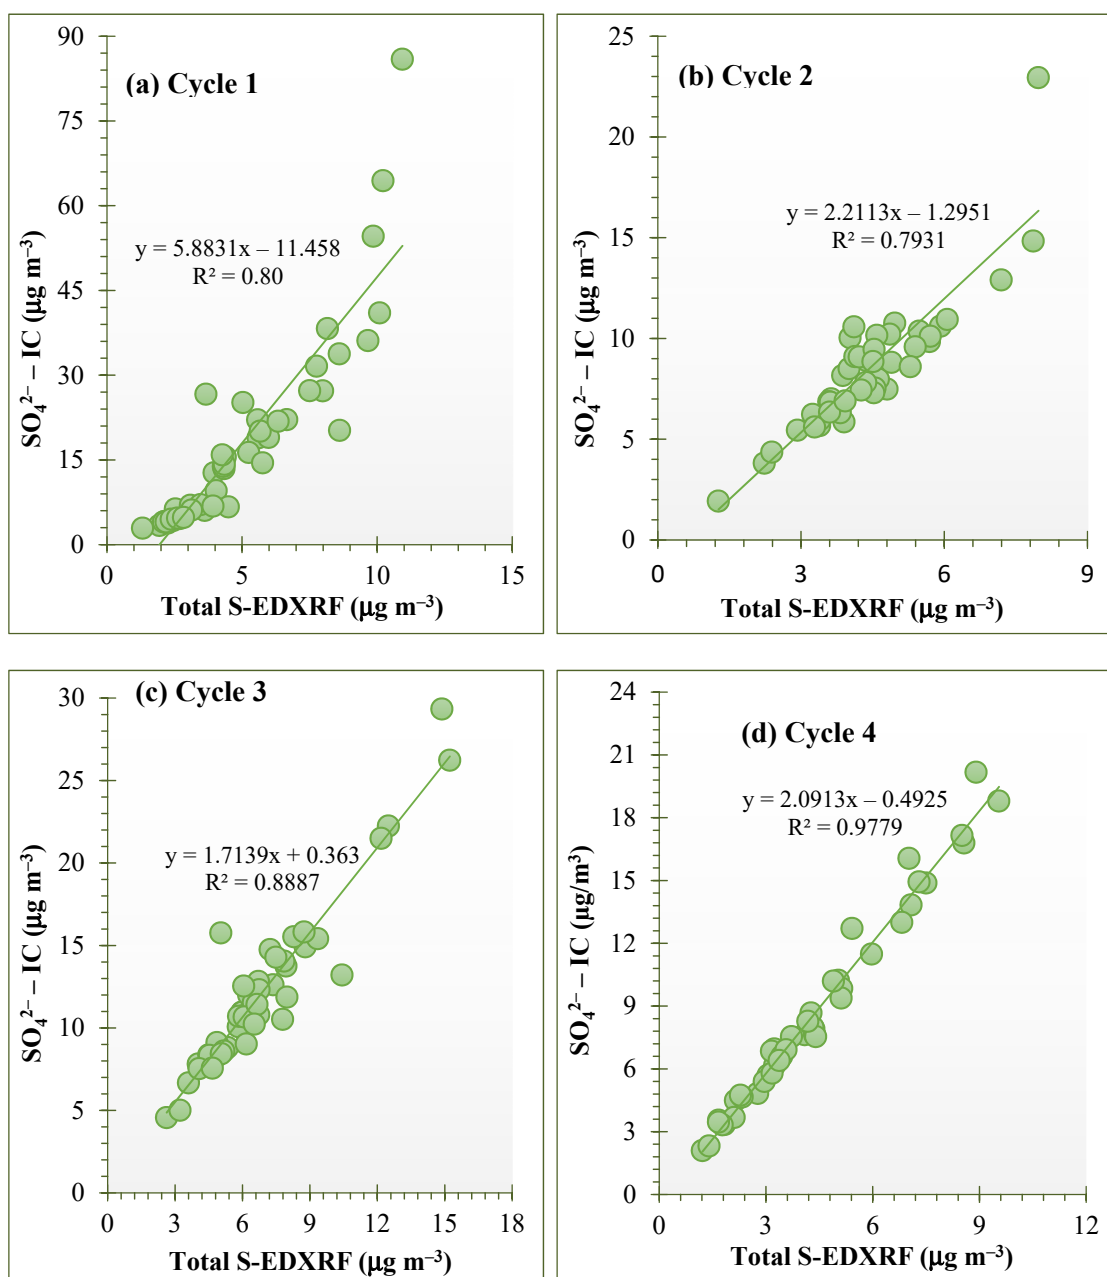 (a) Cycle 1
y = 5.8831x – 11.458
R² = 0.80
SO₄²⁻ – IC (µg m⁻³)
90
75
60
45
30
15
0
0 5 10 15
Total S-EDXRF (µg m⁻³)
(b) Cycle 2
y = 2.2113x – 1.2951
R² = 0.7931
SO₄²⁻ – IC (µg m⁻³)
25
20
15
10
5
0
0 3 6 9
Total S-EDXRF (µg m⁻³)
(c) Cycle 3
y = 1.7139x + 0.363
R² = 0.8887
SO₄²⁻ – IC (µg m⁻³)
30
25
20
15
10
5
0
0 3 6 9 12 15 18
Total S-EDXRF (µg m⁻³)
(d) Cycle 4
y = 2.0913x – 0.4925
R² = 0.9779
SO₄²⁻ – IC (µg/m³)
24
21
18
15
12
9
6
3
0
0 3 6 9 12
Total S-EDXRF (µg m⁻³)